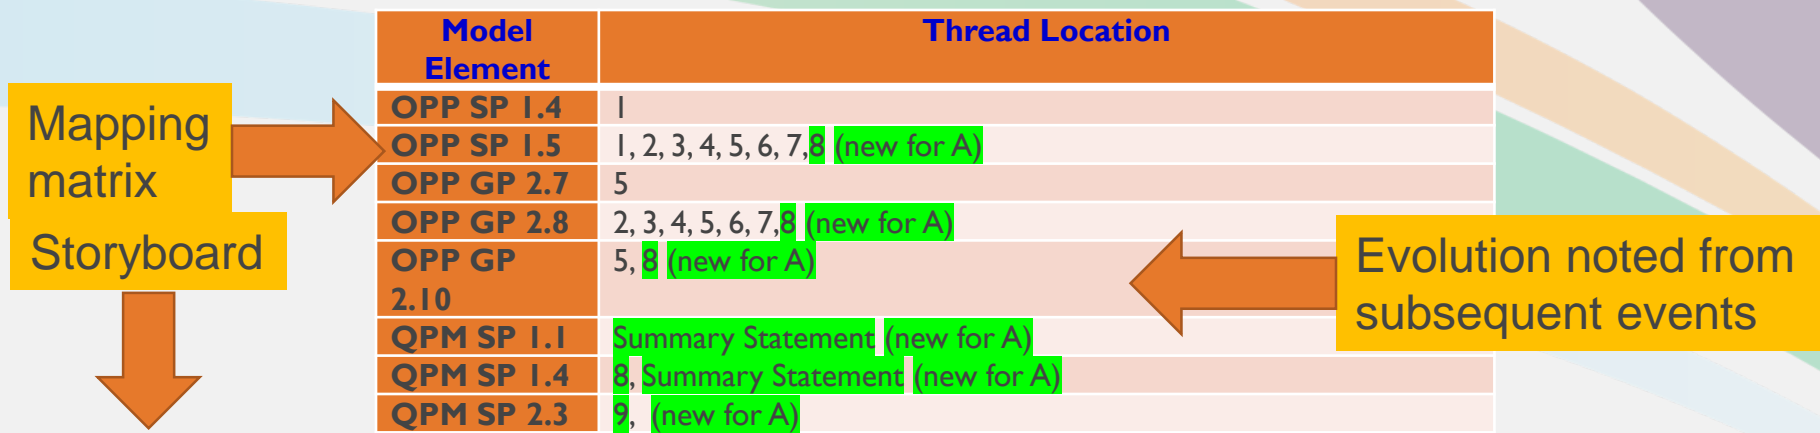 Model Element Thread Location
OPP SP 1.4 1
OPP SP 1.5 1, 2, 3, 4, 5, 6, 7,8 (new for A)
OPP GP 2.7 5
OPP GP 2.8 2, 3, 4, 5, 6, 7,8 (new for A)
OPP GP 2.10 5, 8 (new for A)
QPM SP 1.1 Summary Statement (new for A)
QPM SP 1.4 8, Summary Statement (new for A)
QPM SP 2.3 9, (new for A)
Mapping
matrix
Storyboard
Evolution noted from
subsequent events